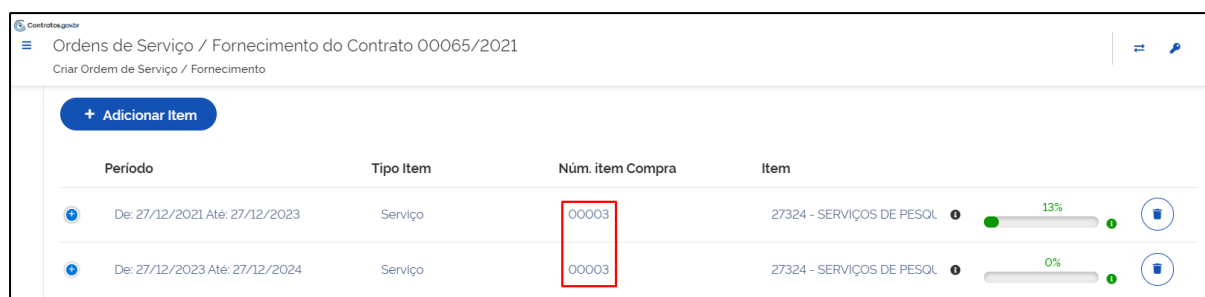 Contratos.gov.br
Ordens de Serviço / Fornecimento do Contrato 00065/2021
Criar Ordem de Serviço / Fornecimento
+ Adicionar Item
Período Tipo Item Núm. item Compra Item
De: 27/12/2021 Até: 27/12/2023 Serviço 00003 27324 - SERVIÇOS DE PESQU 13%
De: 27/12/2023 Até: 27/12/2024 Serviço 00003 27324 - SERVIÇOS DE PESQU 0%